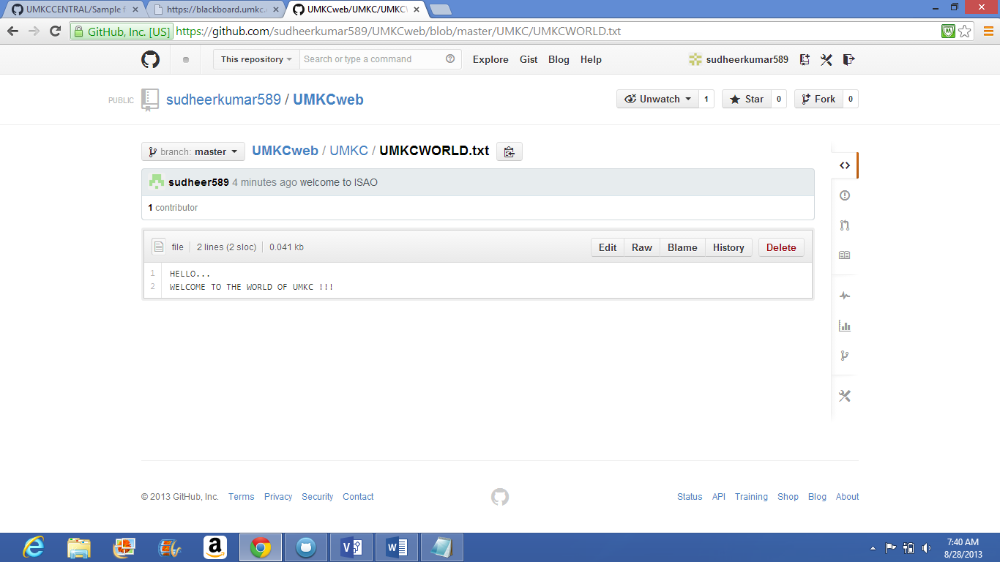 UMKCCENTRAL/Sample f
https://blackboard.umkc.
UMKCweb/UMKC/UMKC
GitHub, Inc. [US] https://github.com/sudheerkumar589/UMKCweb/blob/master/UMKC/UMKCWORLD.txt
This repository Search or type a command Explore Gist Blog Help sudheerkumar589
PUBLIC sudheerkumar589 / UMKCweb Unwatch 1 Star 0 Fork 0
branch: master UMKCweb / UMKC / UMKCWORLD.txt
sudheer589 4 minutes ago welcome to ISAO
1 contributor
file 2 lines (2 sloc) 0.041 kb Edit Raw Blame History Delete
1 HELLO...
2 WELCOME TO THE WORLD OF UMKC !!!
© 2013 GitHub, Inc. Terms Privacy Security Contact Status API Training Shop Blog About
7:40 AM
8/28/2013